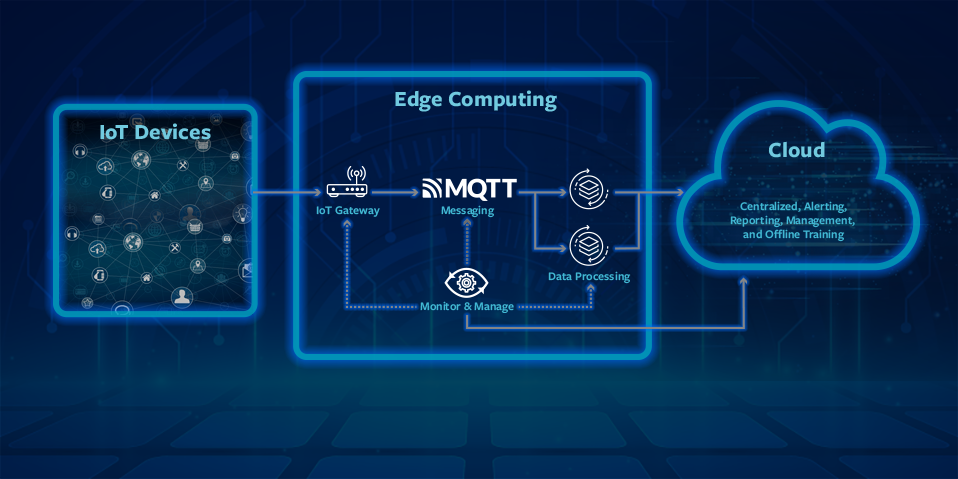 IoT Devices
Edge Computing
IoT Gateway
MQTT
Messaging
Data Processing
Monitor & Manage
Cloud
Centralized, Alerting,
Reporting, Management,
and Offline Training